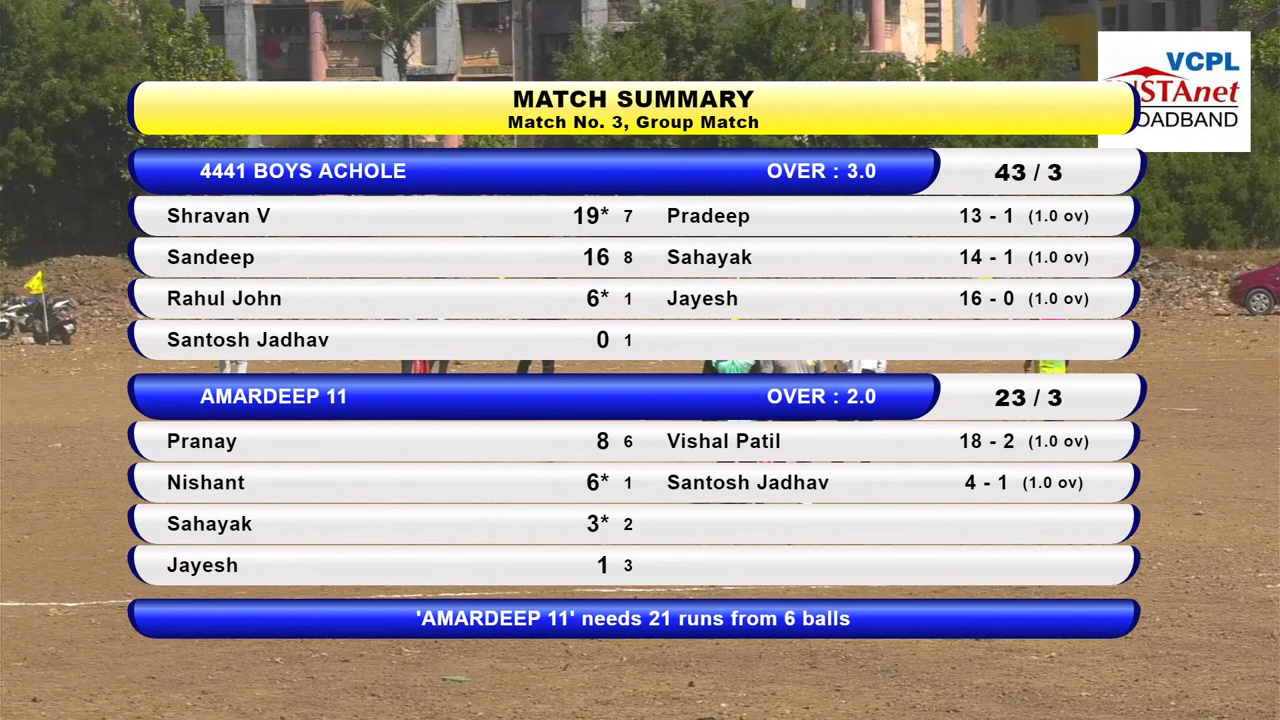 VCPL
INSTAnet
BROADBAND
MATCH SUMMARY
Match No. 3, Group Match
4441 BOYS ACHOLE OVER : 3.0 43 / 3
Shravan V 19* 7 Pradeep 13 - 1 (1.0 ov)
Sandeep 16 8 Sahayak 14 - 1 (1.0 ov)
Rahul John 6* 1 Jayesh 16 - 0 (1.0 ov)
Santosh Jadhav 0 1
AMARDEEP 11 OVER : 2.0 23 / 3
Pranay 8 6 Vishal Patil 18 - 2 (1.0 ov)
Nishant 6* 1 Santosh Jadhav 4 - 1 (1.0 ov)
Sahayak 3* 2
Jayesh 1 3
'AMARDEEP 11' needs 21 runs from 6 balls